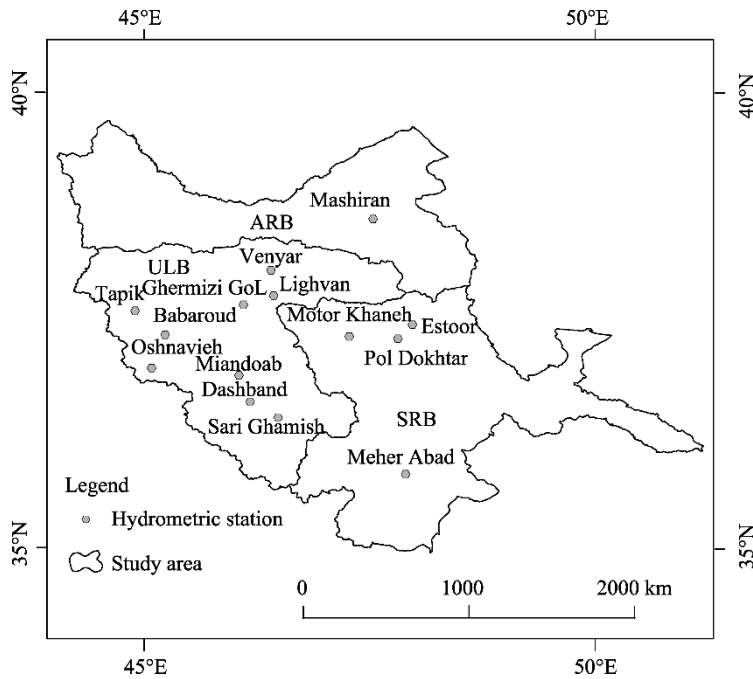 45°E 50°E
40°N 40°N
Mashiran
ARB
Venyar
ULB
Ghermizi GoL Lighvan
Tapik
Babaroud Motor Khaneh Estoor
Oshnavieh Pol Dokhtar
Miandoab
Dashband
Sari Ghamish SRB
Meher Abad
Legend
Hydrometric station
Study area
35°N 35°N
0 1000 2000 km
45°E 50°E